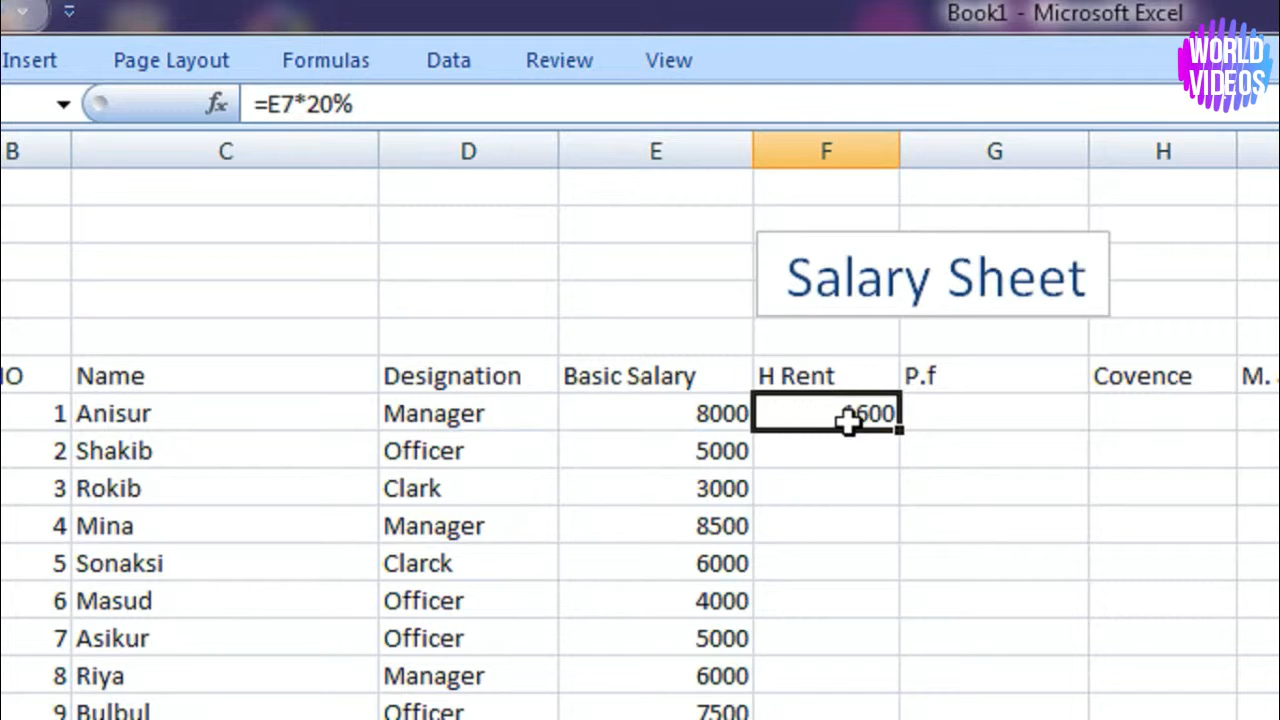 Book1 - Microsoft Excel
WORLD
VIDEOS
Insert Page Layout Formulas Data Review View
fx =E7*20%
B C D E F G H
Salary Sheet
Name Designation Basic Salary H Rent P.f Covence M.
1 Anisur Manager 8000 1600
2 Shakib Officer 5000
3 Rokib Clark 3000
4 Mina Manager 8500
5 Sonaksi Clarck 6000
6 Masud Officer 4000
7 Asikur Officer 5000
8 Riya Manager 6000
9 Bulbul Officer 7500